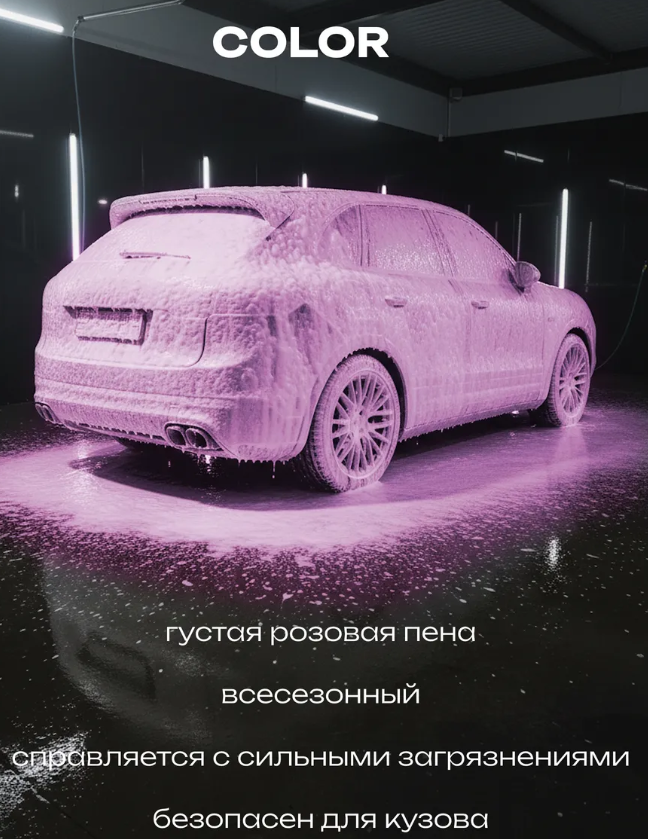 COLOR
густая розовая пена
всесезонный
справляется с сильными загрязнениями
безопасен для кузова